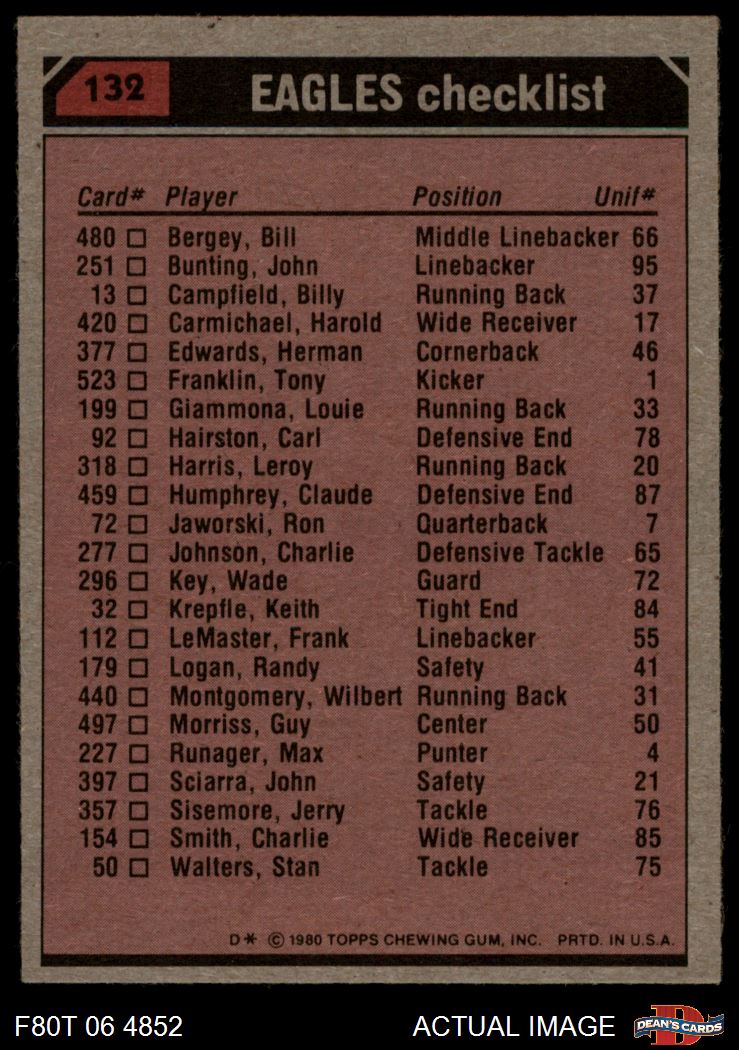 132
EAGLES checklist
Card# Player Position Unif#
480 Bergey, Bill Middle Linebacker 66
251 Bunting, John Linebacker 95
13 Campfield, Billy Running Back 37
420 Carmichael, Harold Wide Receiver 17
377 Edwards, Herman Cornerback 46
523 Franklin, Tony Kicker 1
199 Giammona, Louie Running Back 33
92 Hairston, Carl Defensive End 78
318 Harris, Leroy Running Back 20
459 Humphrey, Claude Defensive End 87
72 Jaworski, Ron Quarterback 7
277 Johnson, Charlie Defensive Tackle 65
296 Key, Wade Guard 72
32 Krepfle, Keith Tight End 84
112 LeMaster, Frank Linebacker 55
179 Logan, Randy Safety 41
440 Montgomery, Wilbert Running Back 31
497 Morriss, Guy Center 50
227 Runager, Max Punter 4
397 Sciarra, John Safety 21
357 Sisemore, Jerry Tackle 76
154 Smith, Charlie Wide Receiver 85
50 Walters, Stan Tackle 75
D* © 1980 TOPPS CHEWING GUM, INC. PRTD. IN U.S.A.
F80T 06 4852 ACTUAL IMAGE D DEAN'S CARDS